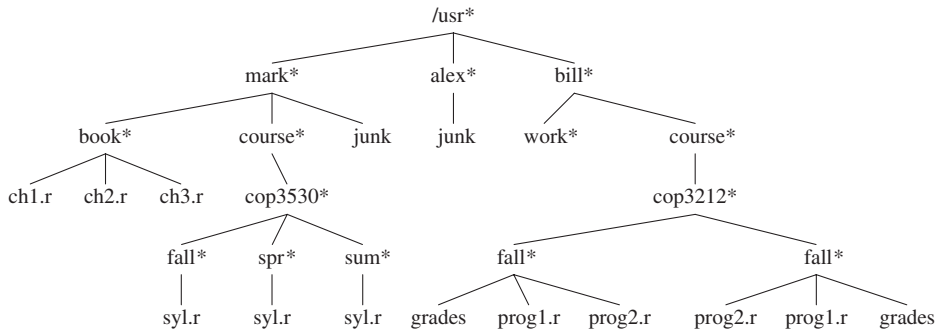 /usr*
mark* alex* bill*
book* course* junk junk work* course*
ch1.r ch2.r ch3.r cop3530* cop3212*
fall* spr* sum* fall* fall*
syl.r syl.r syl.r grades prog1.r prog2.r prog2.r prog1.r grades